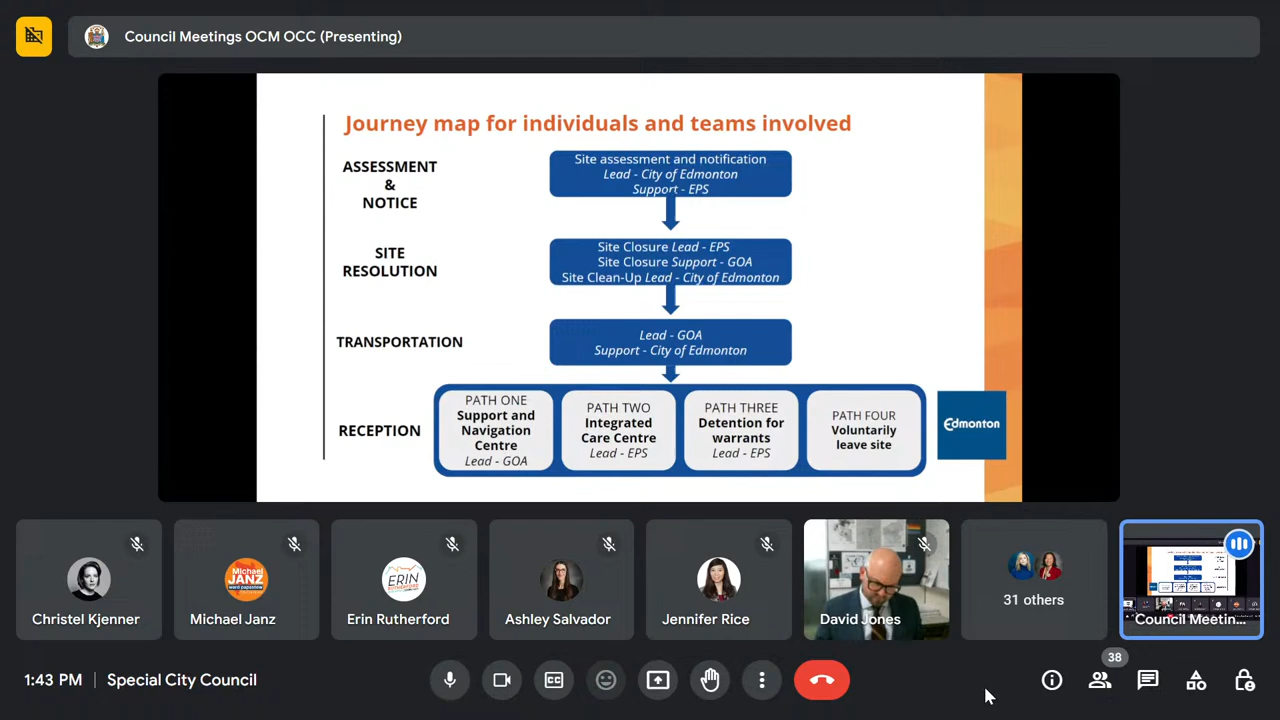 Council Meetings OCM OCC (Presenting)
Journey map for individuals and teams involved
ASSESSMENT
&
NOTICE
Site assessment and notification
Lead - City of Edmonton
Support - EPS
SITE
RESOLUTION
Site Closure Lead - EPS
Site Closure Support - GOA
Site Clean-Up Lead - City of Edmonton
TRANSPORTATION
Lead - GOA
Support - City of Edmonton
RECEPTION
PATH ONE
Support and
Navigation
Centre
Lead - GOA
PATH TWO
Integrated
Care Centre
Lead - EPS
PATH THREE
Detention for
warrants
Lead - EPS
PATH FOUR
Voluntarily
leave site
Edmonton
Christel Kjenner
Michael
JANZ
Michael Janz
ERIN
RUTHERFORD
Erin Rutherford
Ashley Salvador
Jennifer Rice
David Jones
31 others
Council Meetin...
1:43 PM | Special City Council
38